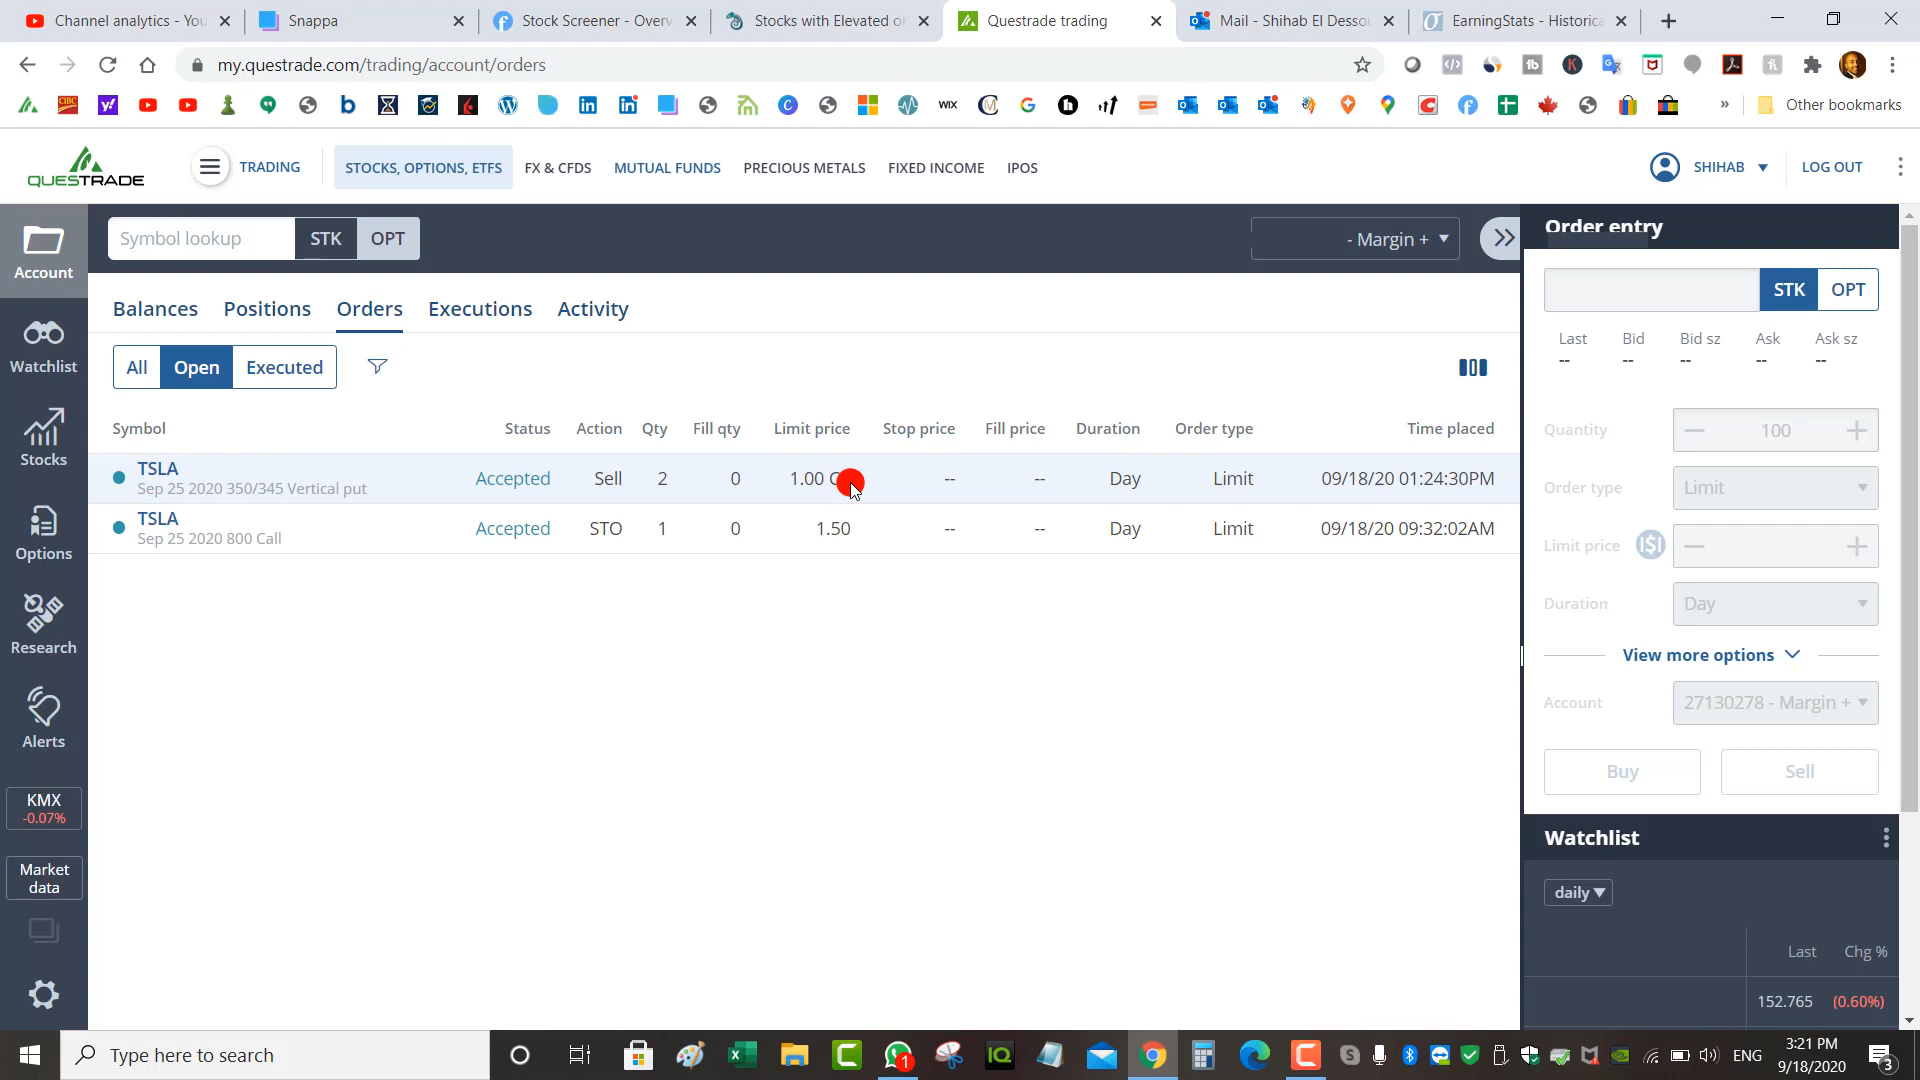 Channel analytics - You
Snappa
Stock Screener - Overv
Stocks with Elevated or
Questrade trading
Mail - Shihab El Desso
EarningStats - Historica
my.questrade.com/trading/account/orders
Other bookmarks
QUESTRADE
TRADING
STOCKS, OPTIONS, ETFS
FX & CFDS
MUTUAL FUNDS
PRECIOUS METALS
FIXED INCOME
IPOS
SHIHAB
LOG OUT
Account
Watchlist
Stocks
Options
Research
Alerts
KMX
-0.07%
Market
data
Symbol lookup STK OPT
- Margin +
Balances Positions Orders Executions Activity
All Open Executed
Symbol Status Action Qty Fill qty Limit price Stop price Fill price Duration Order type Time placed
TSLA Accepted Sell 2 0 1.00 -- -- Day Limit 09/18/20 01:24:30PM
Sep 25 2020 350/345 Vertical put
TSLA Accepted STO 1 0 1.50 -- -- Day Limit 09/18/20 09:32:02AM
Sep 25 2020 800 Call
Order entry
STK OPT
Last Bid Bid sz Ask Ask sz
-- -- -- -- --
Quantity 100
Order type Limit
Limit price
Duration Day
View more options
Account 27130278 - Margin +
Buy Sell
Watchlist
daily
Last Chg %
152.765 (0.60%)
Type here to search
ENG
3:21 PM
9/18/2020
3